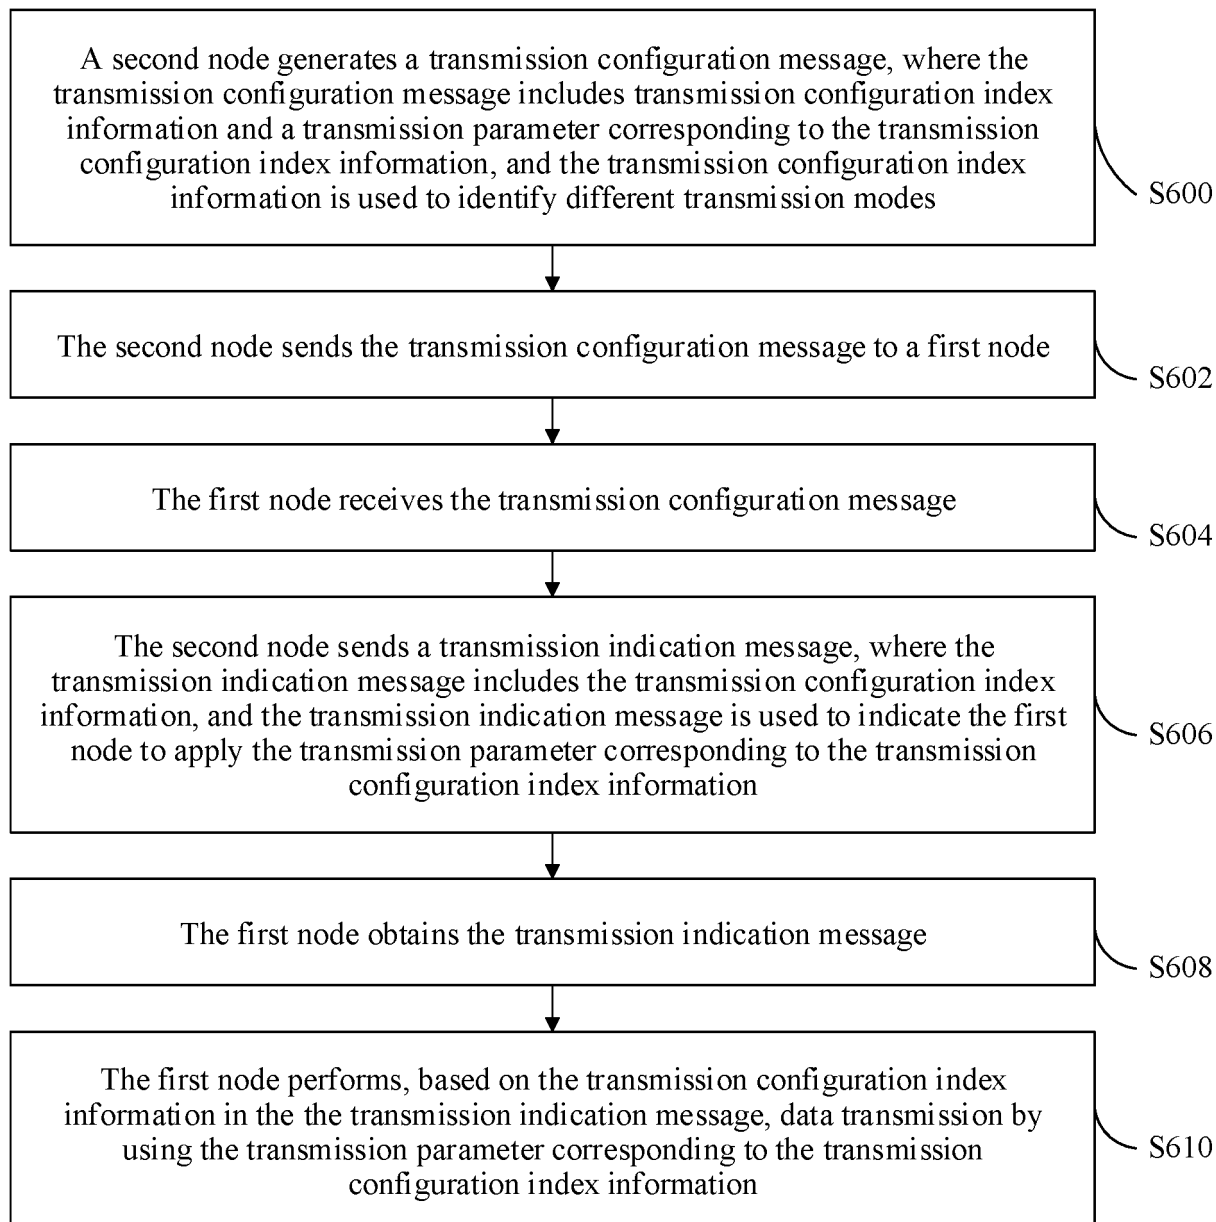 A second node generates a transmission configuration message, where the
transmission configuration message includes transmission configuration index
information and a transmission parameter corresponding to the transmission
configuration index information, and the transmission configuration index
information is used to identify different transmission modes
S600
The second node sends the transmission configuration message to a first node
S602
The first node receives the transmission configuration message
S604
The second node sends a transmission indication message, where the
transmission indication message includes the transmission configuration index
information, and the transmission indication message is used to indicate the first
node to apply the transmission parameter corresponding to the transmission
configuration index information
S606
The first node obtains the transmission indication message
S608
The first node performs, based on the transmission configuration index
information in the the transmission indication message, data transmission by
using the transmission parameter corresponding to the transmission
configuration index information
S610